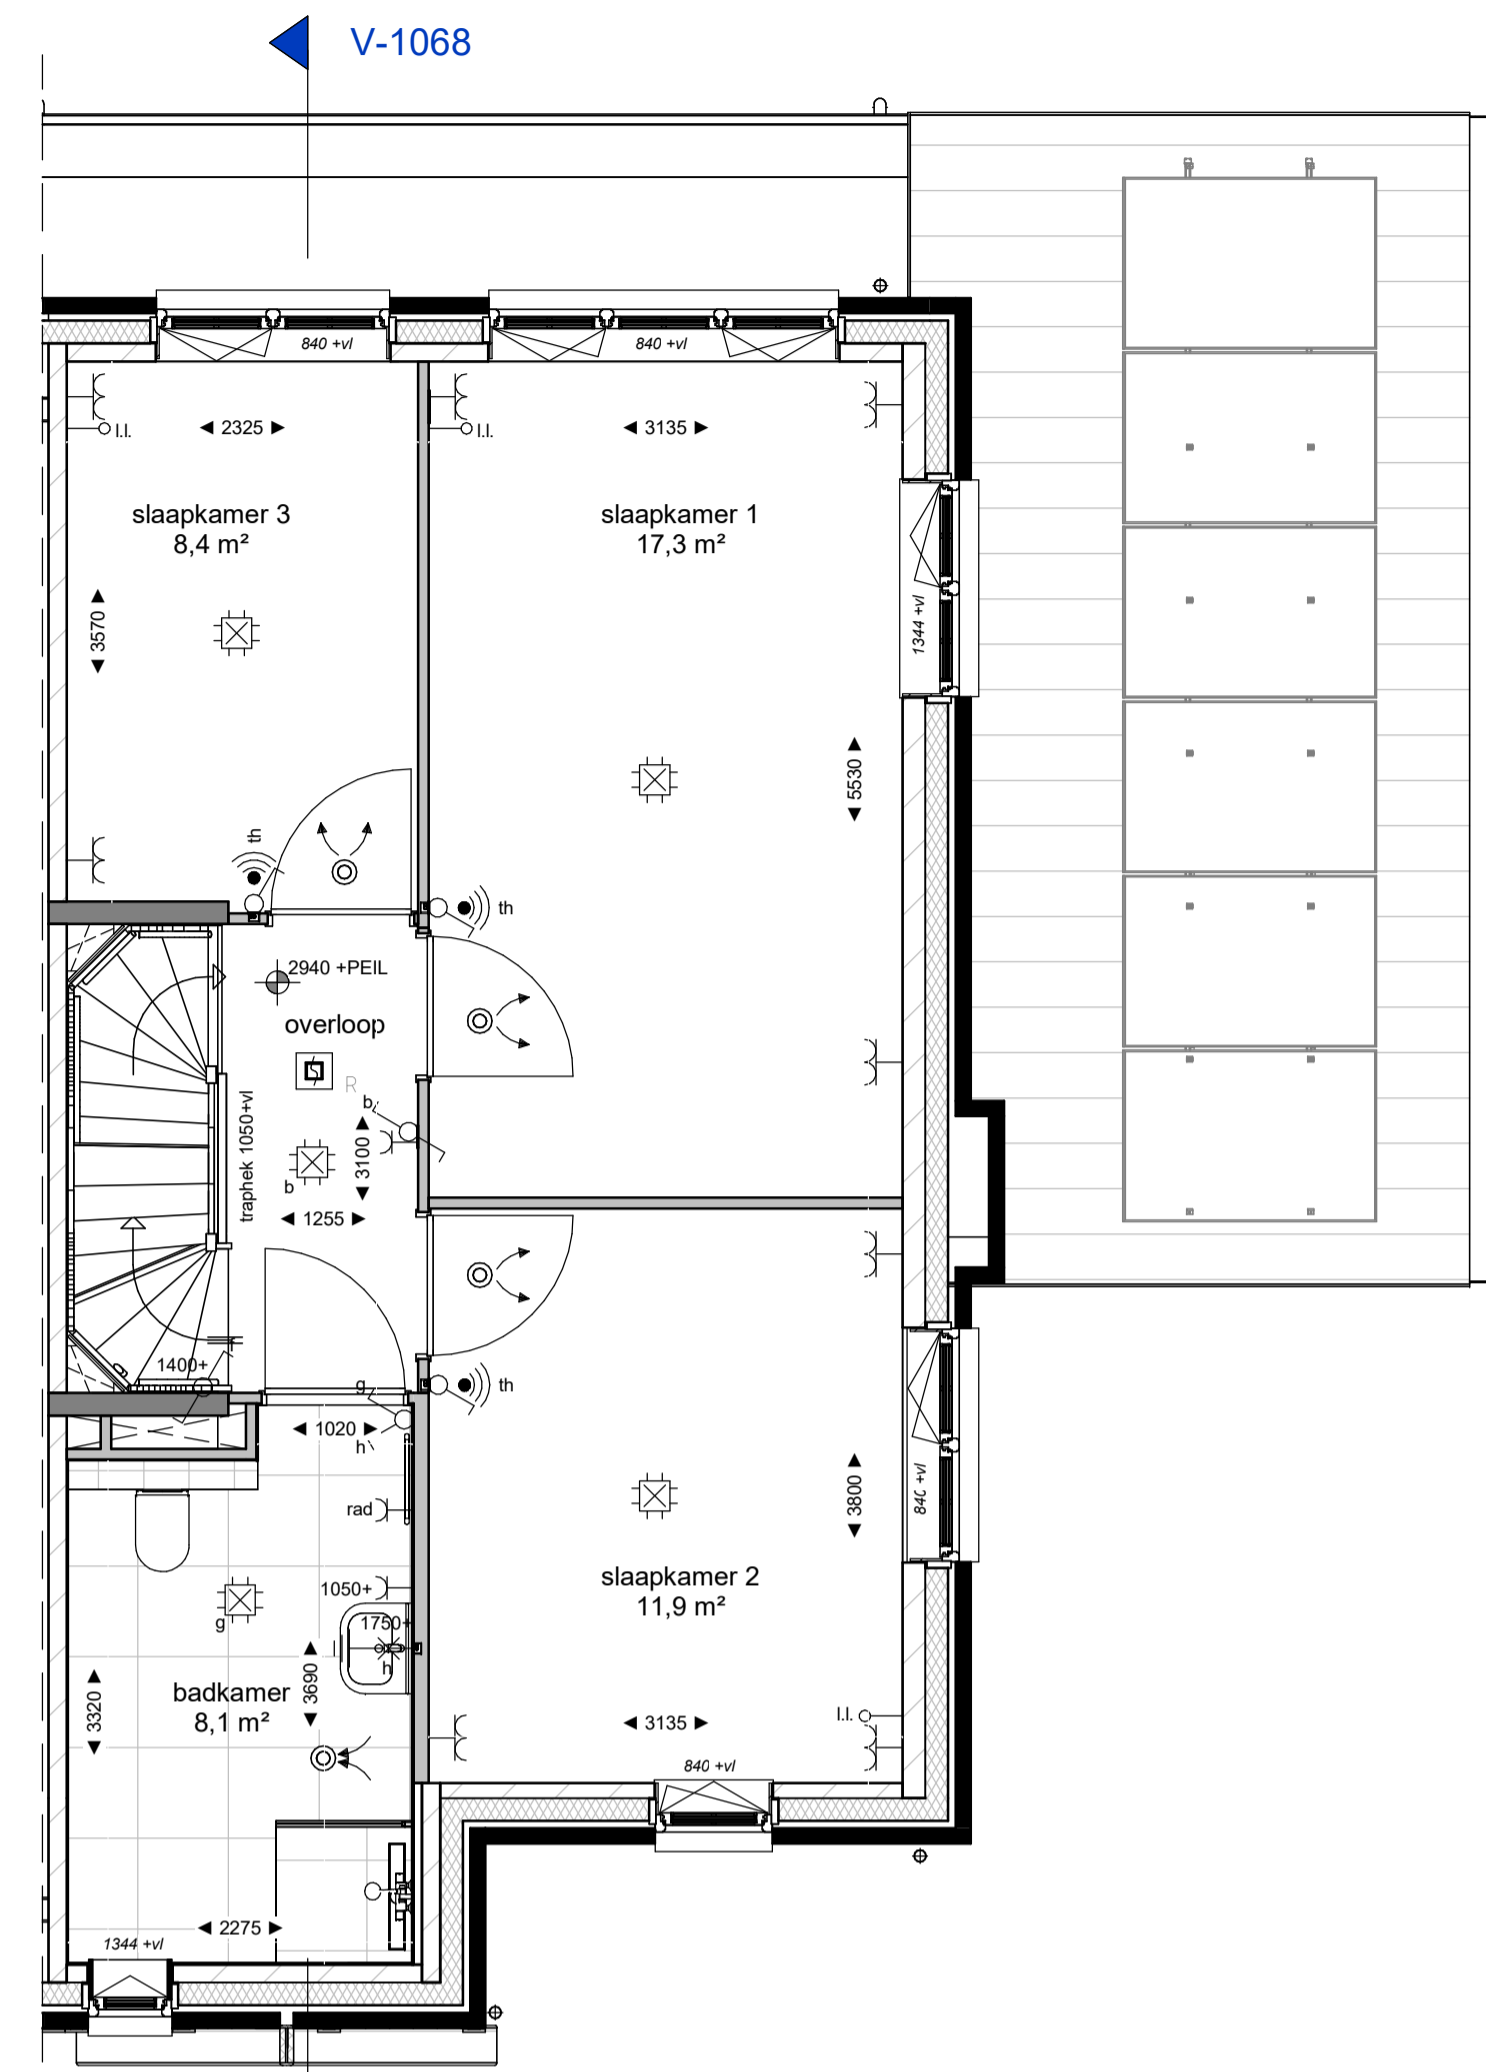 V-1068
840 +vl
840 +vl
l.l.
2325
l.l.
3135
slaapkamer 3
8,4 m²
slaapkamer 1
17,3 m²
1344 +vl
3570
5530
th
th
2940 +PEIL
overloop
R
traphek 1050+vl
b
3100
b
1255
1400+
g
th
1020
h
rad
3800
840 +vl
slaapkamer 2
11,9 m²
1050+
g
1750+
h
badkamer
8,1 m²
3690
3320
l.l.
3135
840 +vl
2275
1344 +vl